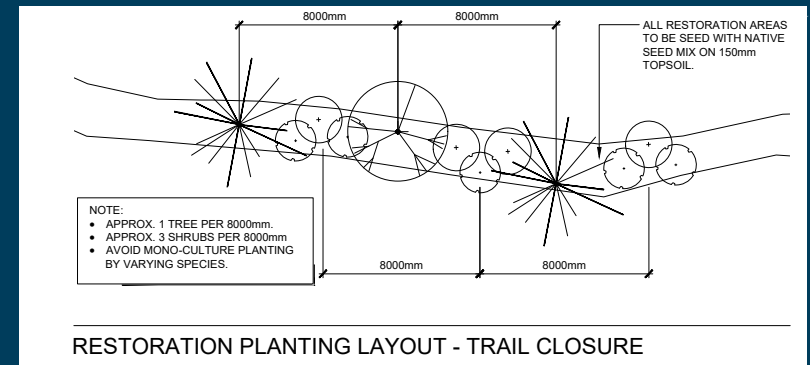 8000mm
8000mm
ALL RESTORATION AREAS
TO BE SEED WITH NATIVE
SEED MIX ON 150mm
TOPSOIL.
NOTE:
• APPROX. 1 TREE PER 8000mm.
• APPROX. 3 SHRUBS PER 8000mm
• AVOID MONO-CULTURE PLANTING
BY VARYING SPECIES.
8000mm
8000mm
RESTORATION PLANTING LAYOUT - TRAIL CLOSURE